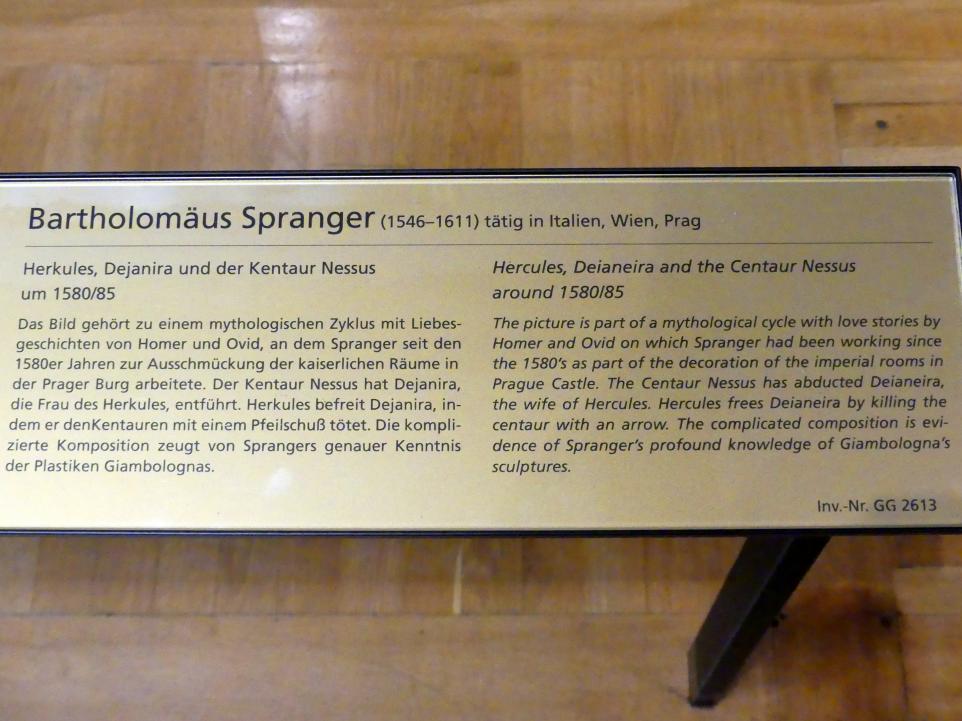 Bartholomäus Spranger (1546–1611) tätig in Italien, Wien, Prag
Herkules, Dejanira und der Kentaur Nessus
um 1580/85
Das Bild gehört zu einem mythologischen Zyklus mit Liebes-
geschichten von Homer und Ovid, an dem Spranger seit den
1580er Jahren zur Ausschmückung der kaiserlichen Räume in
der Prager Burg arbeitete. Der Kentaur Nessus hat Dejanira,
die Frau des Herkules, entführt. Herkules befreit Dejanira, in-
dem er denKentauren mit einem Pfeilschuß tötet. Die kompli-
zierte Komposition zeugt von Sprangers genauer Kenntnis
der Plastiken Giambolognas.
Hercules, Deianeira and the Centaur Nessus
around 1580/85
The picture is part of a mythological cycle with love stories by
Homer and Ovid on which Spranger had been working since
the 1580's as part of the decoration of the imperial rooms in
Prague Castle. The Centaur Nessus has abducted Deianeira,
the wife of Hercules. Hercules frees Deianeira by killing the
centaur with an arrow. The complicated composition is evi-
dence of Spranger's profound knowledge of Giambologna's
sculptures.
Inv.-Nr. GG 2613